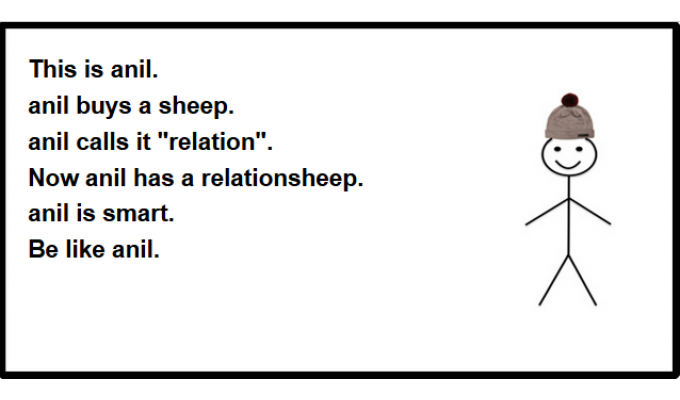 This is anil.
anil buys a sheep.
anil calls it "relation".
Now anil has a relationsheep.
anil is smart.
Be like anil.